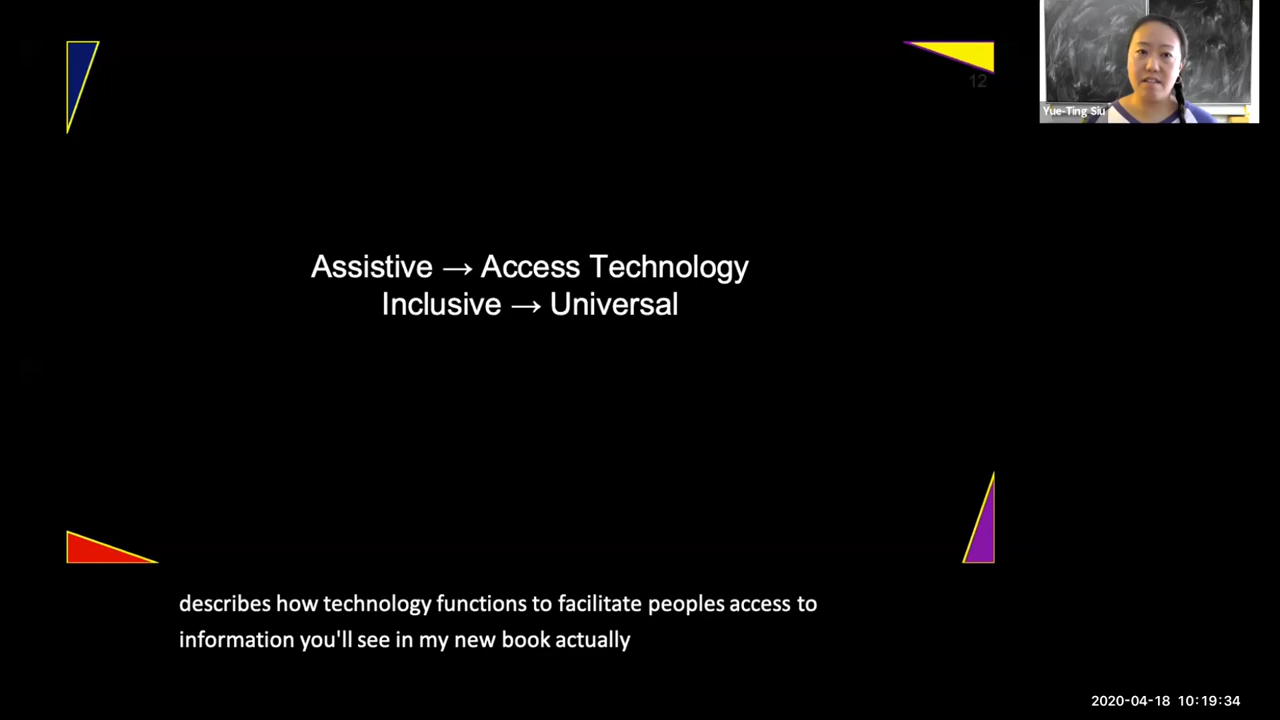 12
Yue-Ting Siu
Assistive → Access Technology
Inclusive → Universal
describes how technology functions to facilitate peoples access to
information you'll see in my new book actually
2020-04-18 10:19:34